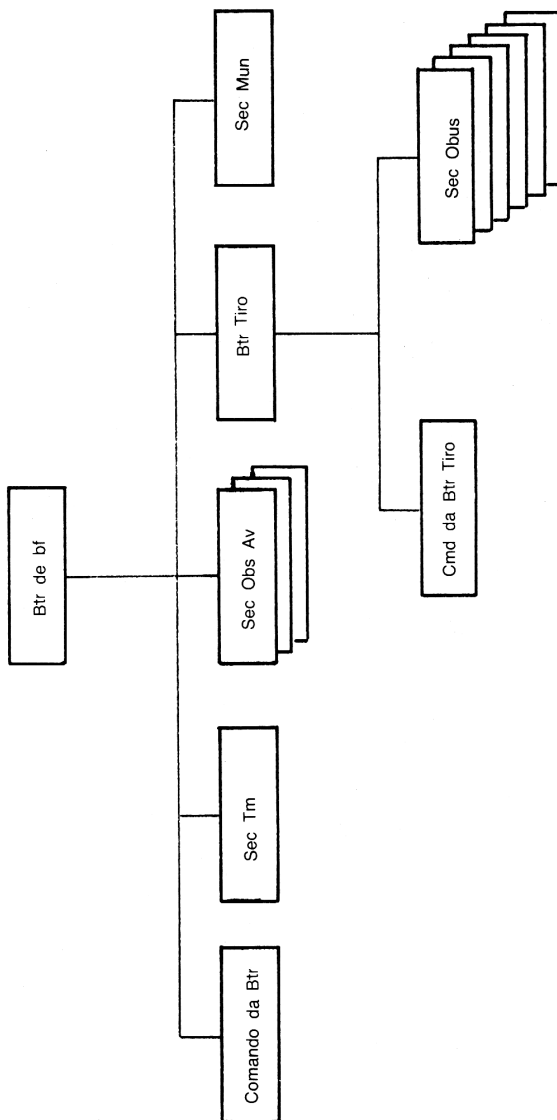 Btr de bf
Comando da Btr
Sec Tm
Sec Obs Av
Btr Tiro
Sec Mun
Cmd da Btr Tiro
Sec Obus